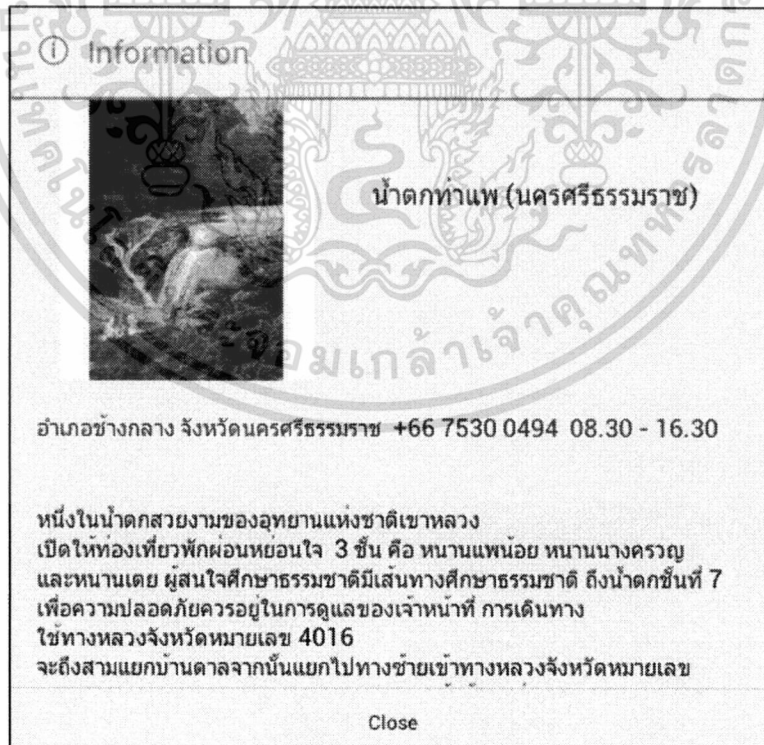 Information
น้ำตกท่าแพ (นครศรีธรรมราช)
อำเภอช้างกลาง จังหวัดนครศรีธรรมราช +66 7530 0494 08.30 - 16.30
หนึ่งในน้ำตกสวยงามของอุทยานแห่งชาติเขาหลวง
เปิดให้ท่องเที่ยวพักผ่อนหย่อนใจ 3 ชั้น คือ หนานแพน้อย หนานนางครวญ
และหนานเตย ผู้สนใจศึกษาธรรมชาติมีเส้นทางศึกษาธรรมชาติ ถึงน้ำตกชั้นที่ 7
เพื่อความปลอดภัยควรอยู่ในการดูแลของเจ้าหน้าที่ การเดินทาง
ใช้ทางหลวงจังหวัดหมายเลข 4016
จะถึงสามแยกบ้านตาลจากนั้นแยกไปทางซ้ายเข้าทางหลวงจังหวัดหมายเลข
Close